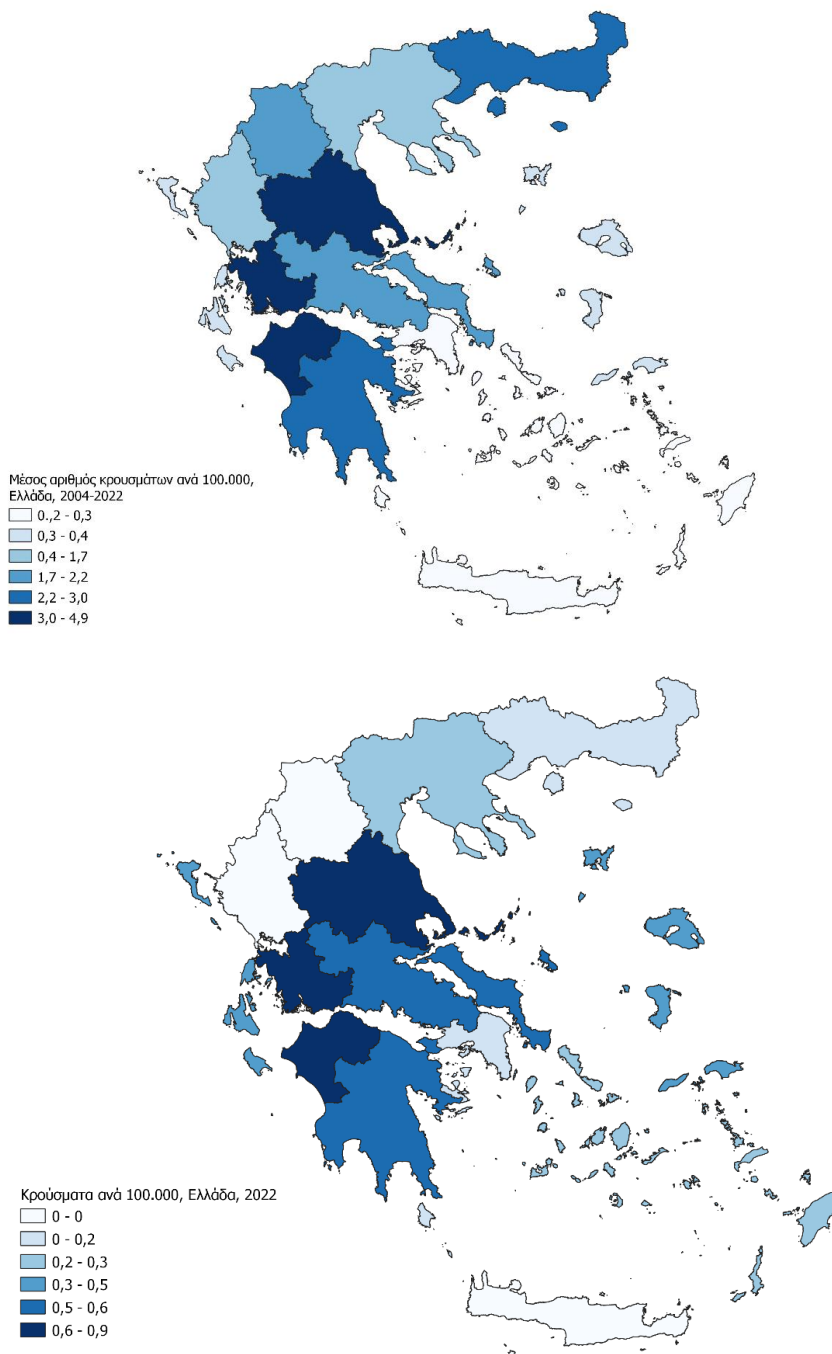 Μέσος αριθμός κρουσμάτων ανά 100.000,
Ελλάδα, 2004-2022
0.,2 - 0,3
0,3 - 0,4
0,4 - 1,7
1,7 - 2,2
2,2 - 3,0
3,0 - 4,9
Κρούσματα ανά 100.000, Ελλάδα, 2022
0 - 0
0 - 0,2
0,2 - 0,3
0,3 - 0,5
0,5 - 0,6
0,6 - 0,9